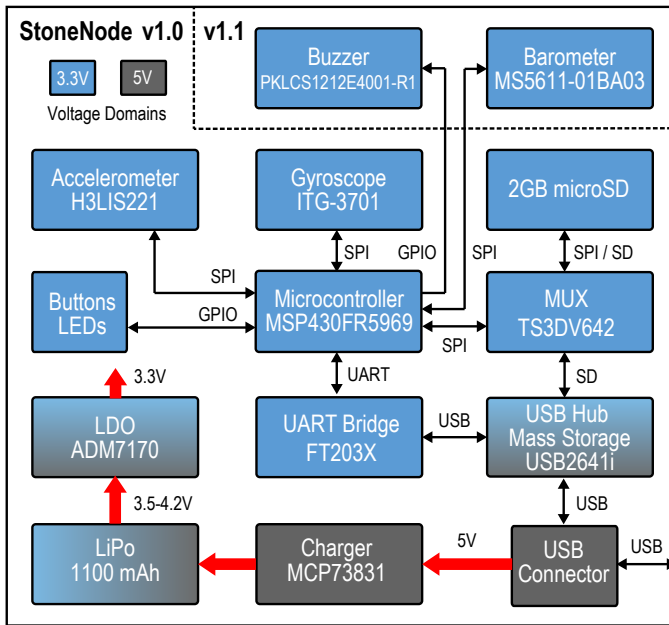 StoneNode v1.0
v1.1
3.3V
5V
Voltage Domains
Buzzer
PKLCS1212E4001-R1
Barometer
MS5611-01BA03
Accelerometer
H3LIS221
Gyroscope
ITG-3701
2GB microSD
SPI
SPI
GPIO
SPI
SPI / SD
Buttons
LEDs
GPIO
Microcontroller
MSP430FR5969
SPI
MUX
TS3DV642
3.3V
UART
SD
LDO
ADM7170
UART Bridge
FT203X
USB
USB Hub
Mass Storage
USB2641i
3.5-4.2V
USB
LiPo
1100 mAh
Charger
MCP73831
5V
USB
Connector
USB